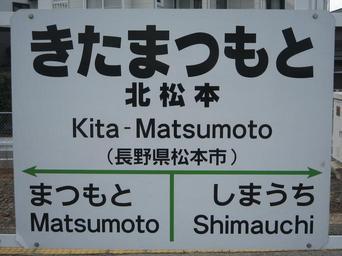 きたまつもと
北松本
Kita-Matsumoto
(長野県松本市)
まつもと しまうち
Matsumoto Shimauchi